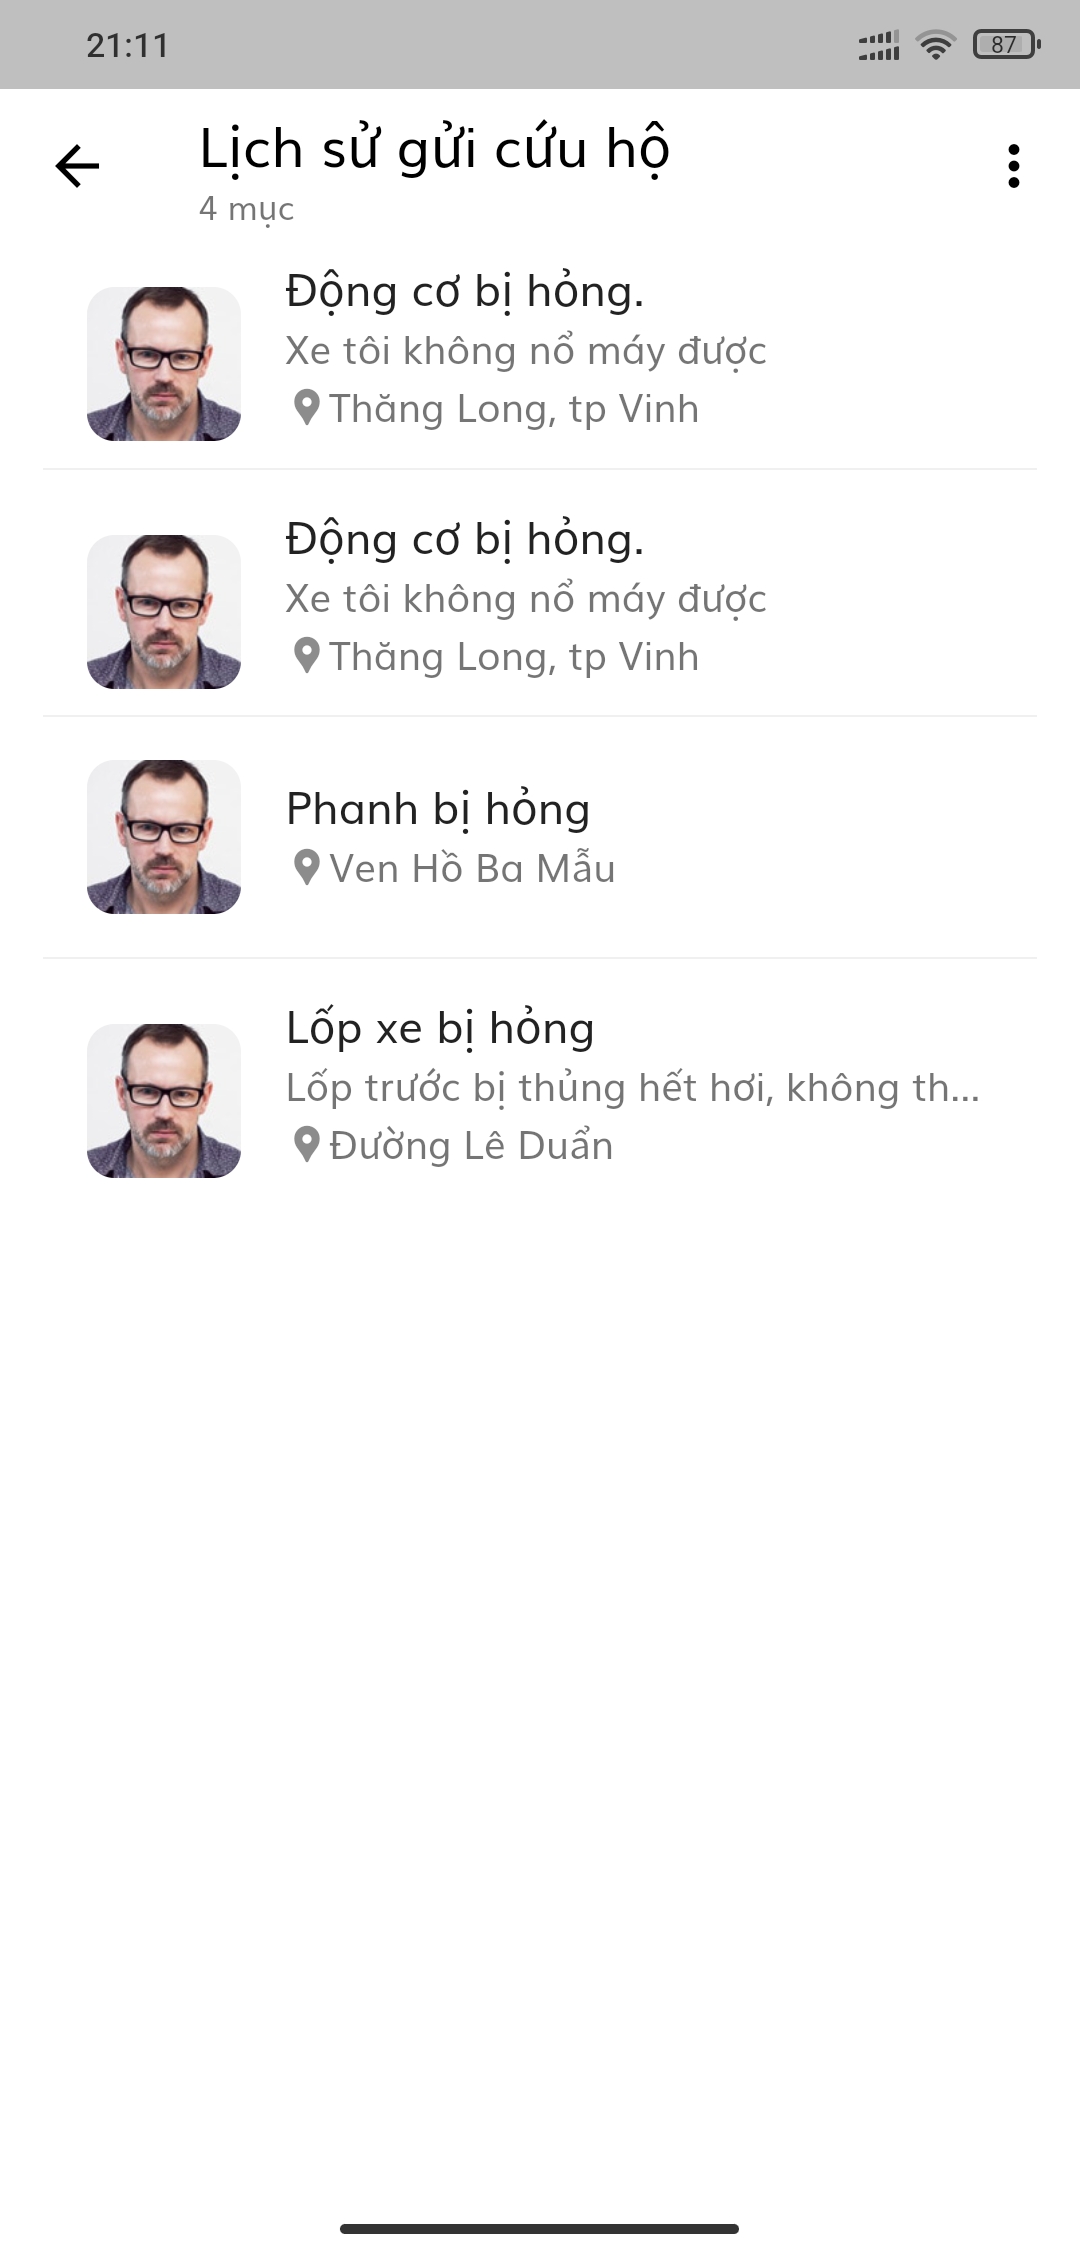 21:11
87
Lịch sử gửi cứu hộ
4 mục
Động cơ bị hỏng.
Xe tôi không nổ máy được
Thăng Long, tp Vinh
Động cơ bị hỏng.
Xe tôi không nổ máy được
Thăng Long, tp Vinh
Phanh bị hỏng
Ven Hồ Ba Mẫu
Lốp xe bị hỏng
Lốp trước bị thủng hết hơi, không th...
Đường Lê Duẩn